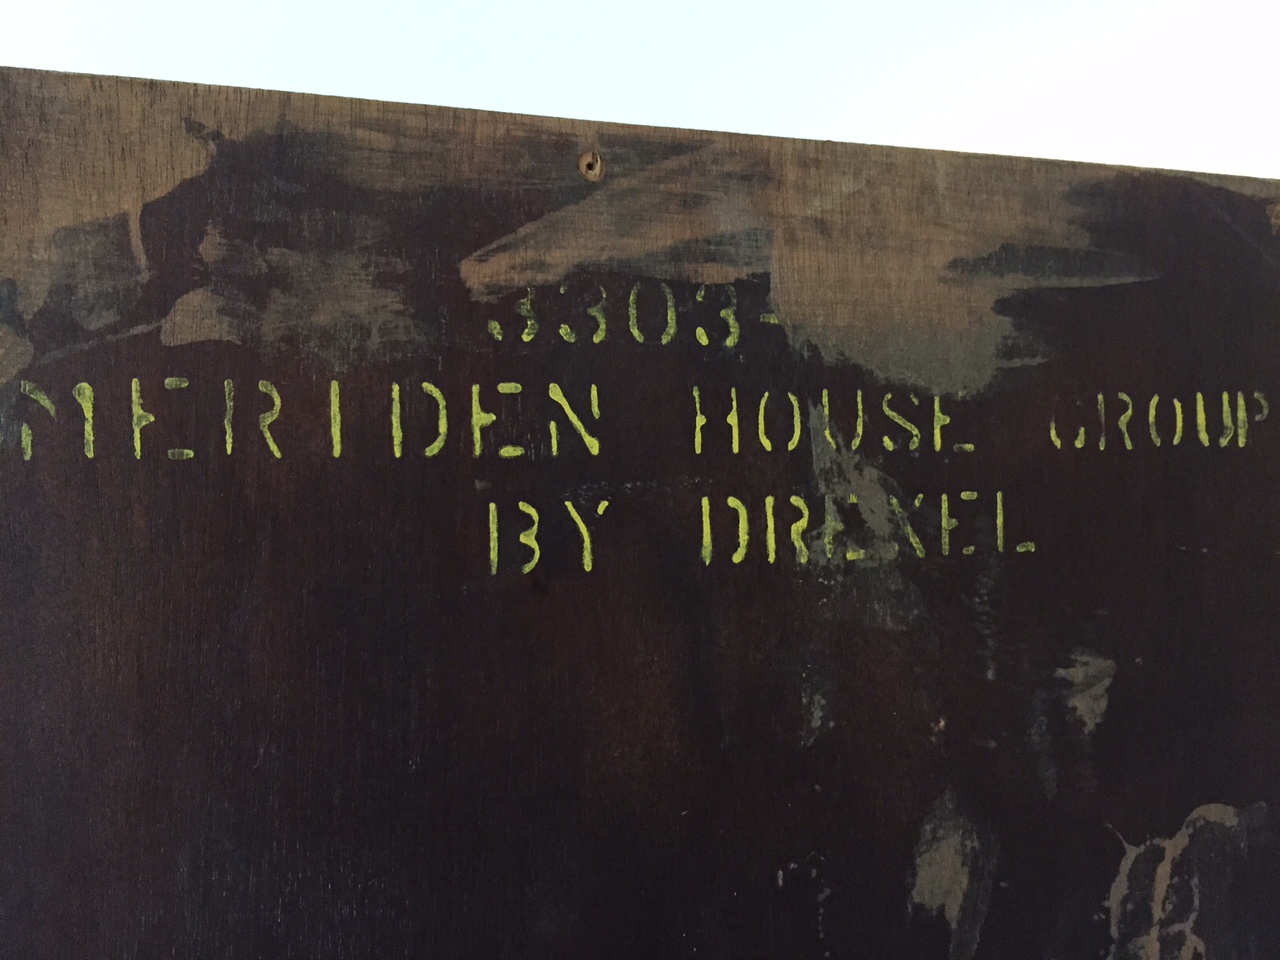 3303-
MERIDEN HOUSE GROUP
BY DREXEL